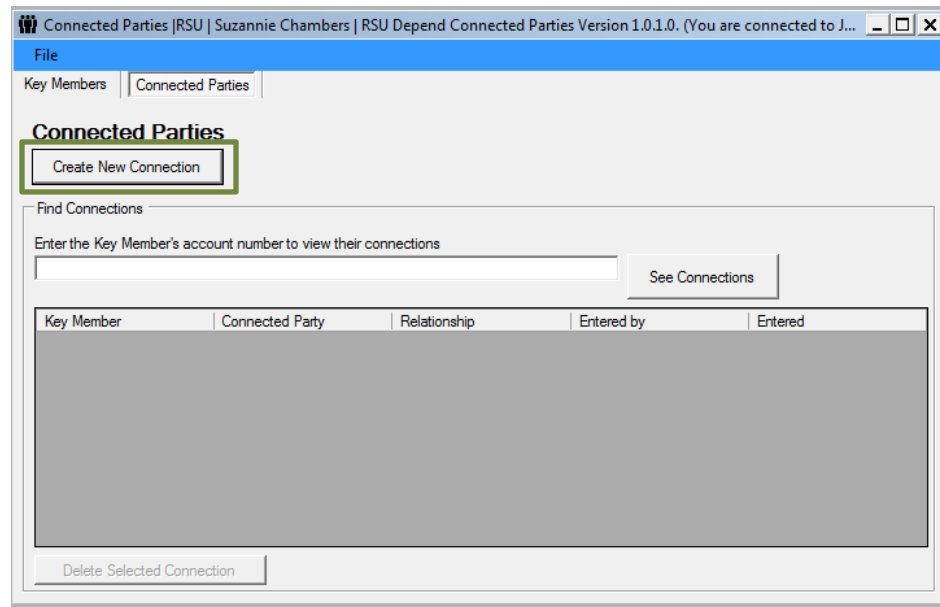 Connected Parties |RSU | Suzannie Chambers | RSU Depend Connected Parties Version 1.0.1.0. (You are connected to J...
File
Key Members Connected Parties
Connected Parties
Create New Connection
Find Connections
Enter the Key Member's account number to view their connections
See Connections
Key Member Connected Party Relationship Entered by Entered
Delete Selected Connection